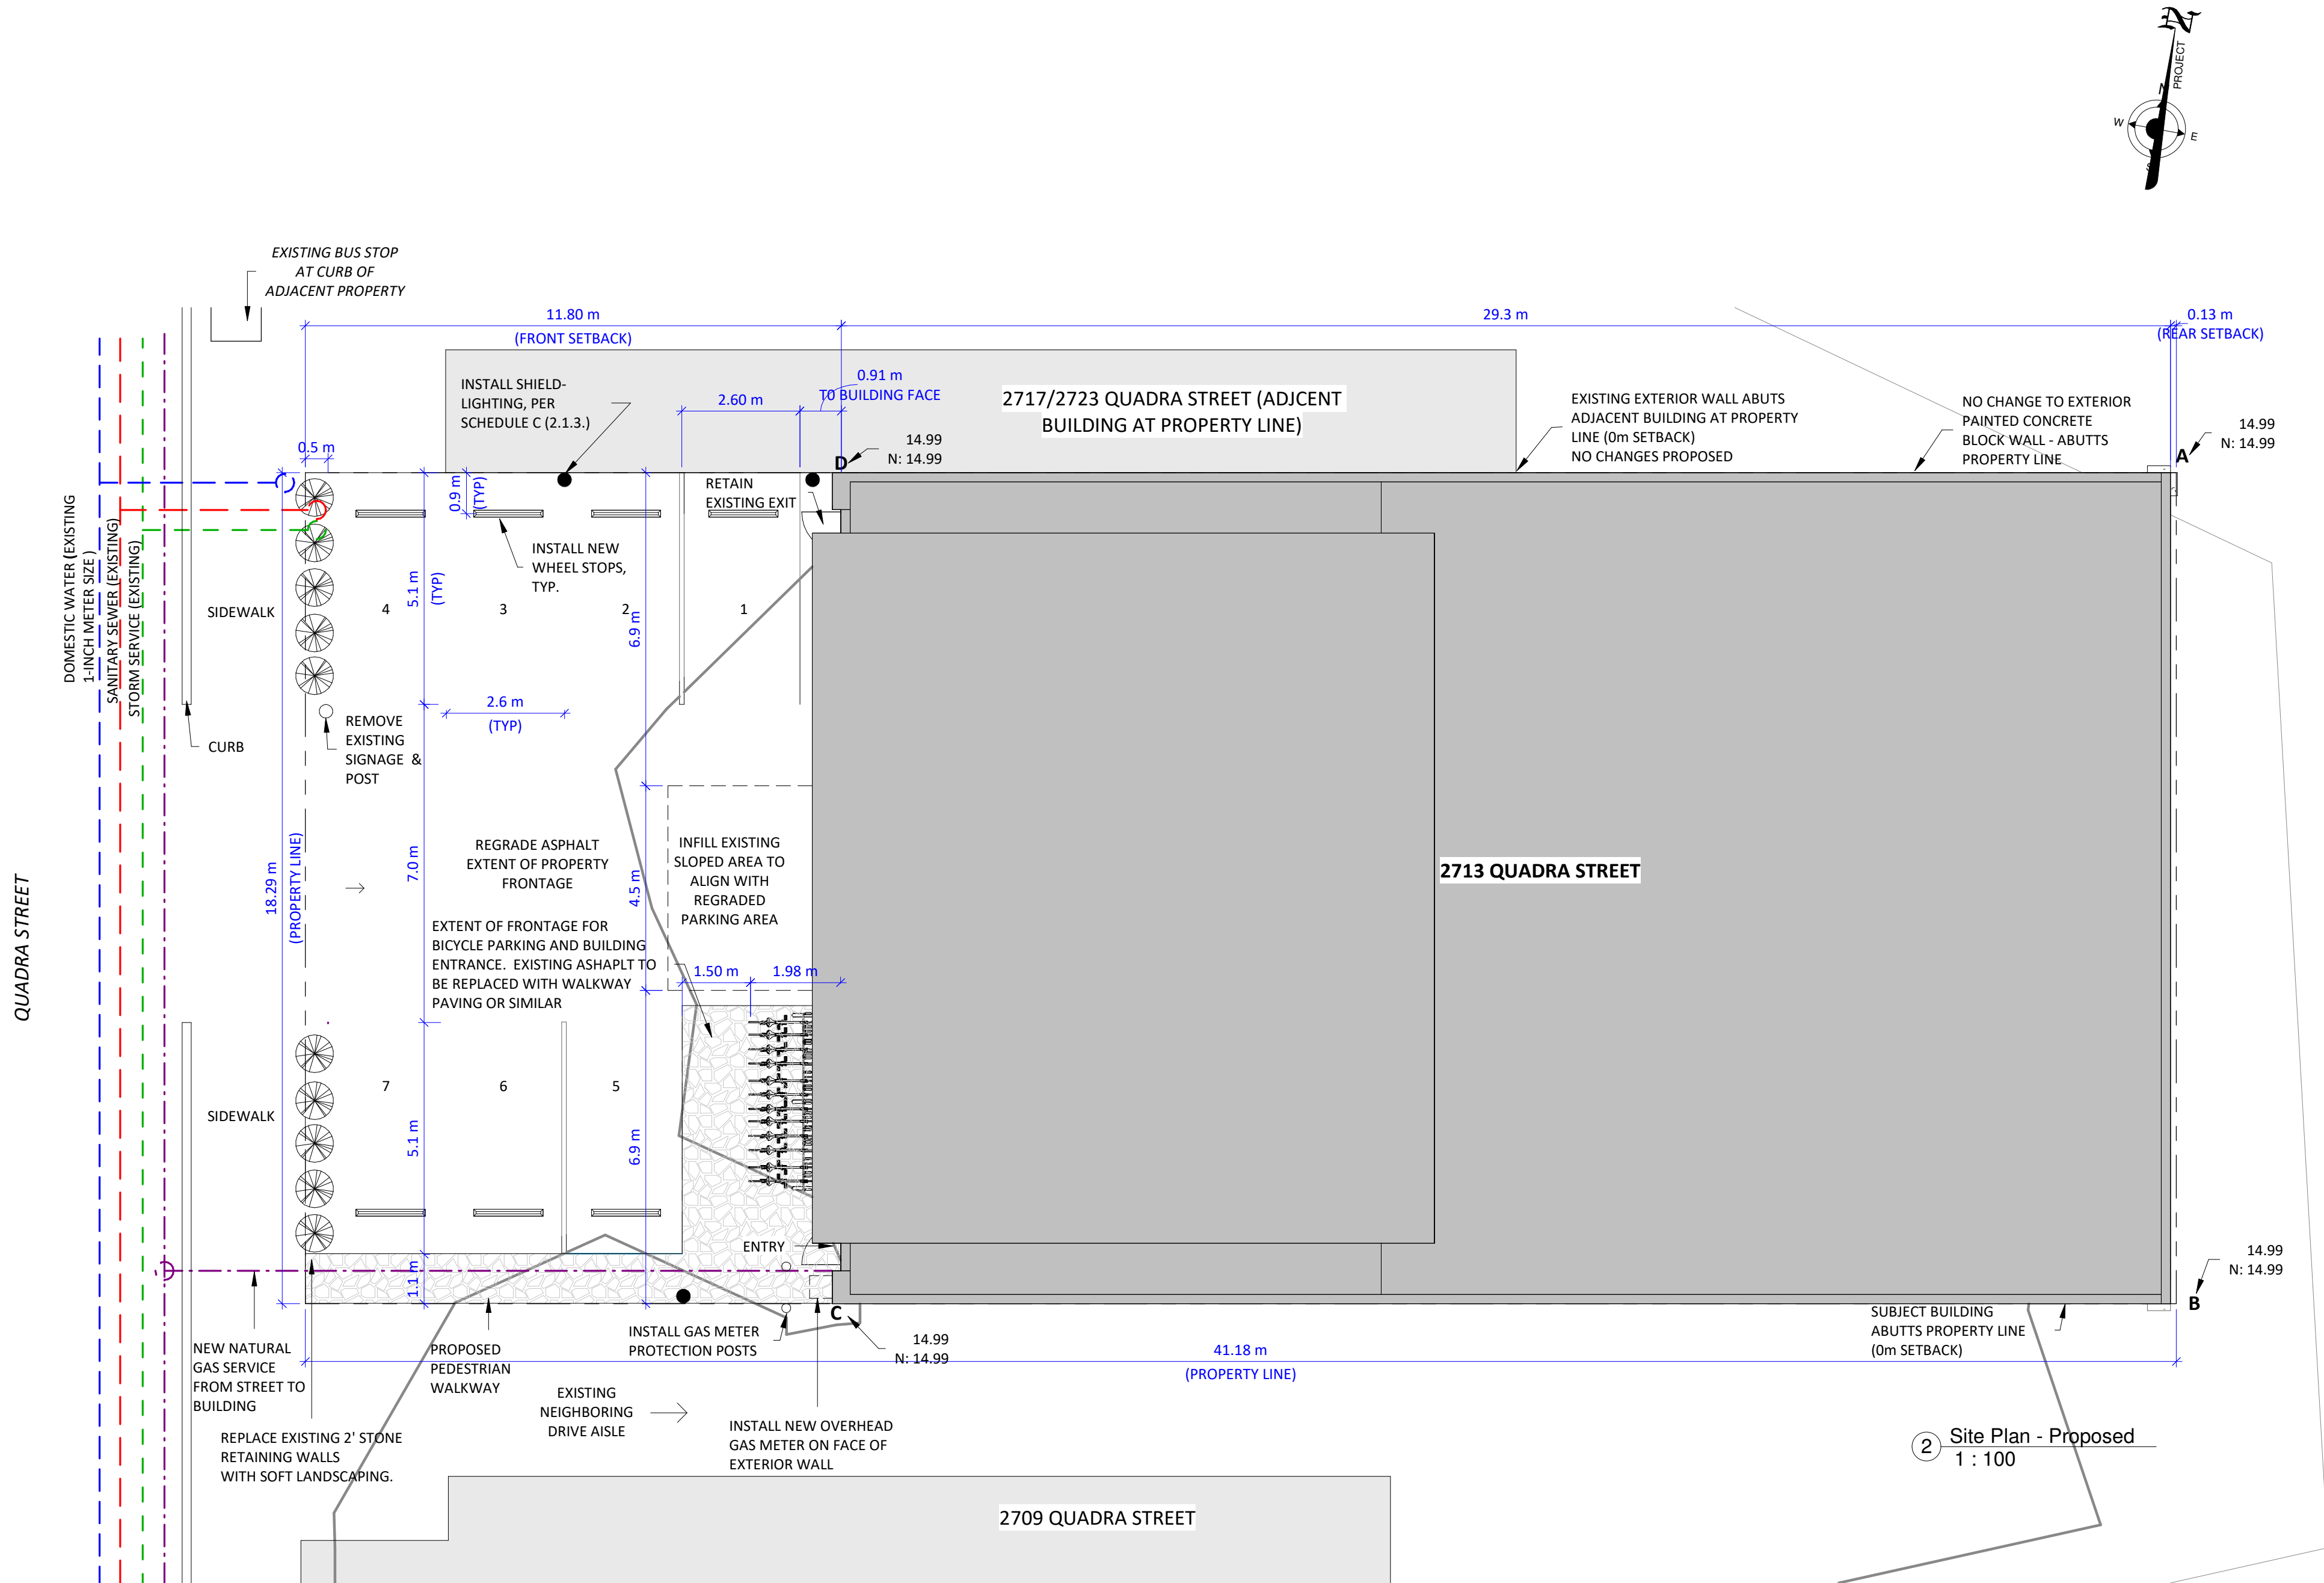 N
PROJECT
N
W
E
S
EXISTING BUS STOP
AT CURB OF
ADJACENT PROPERTY
11.80 m
(FRONT SETBACK)
29.3 m
0.13 m
(REAR SETBACK)
INSTALL SHIELD-
LIGHTING, PER
SCHEDULE C (2.1.3.)
2.60 m
0.91 m
TO BUILDING FACE
2717/2723 QUADRA STREET (ADJCENT
BUILDING AT PROPERTY LINE)
EXISTING EXTERIOR WALL ABUTS
ADJACENT BUILDING AT PROPERTY
LINE (0m SETBACK)
NO CHANGES PROPOSED
NO CHANGE TO EXTERIOR
PAINTED CONCRETE
BLOCK WALL - ABUTTS
PROPERTY LINE
14.99
N: 14.99
A
14.99
N: 14.99
D
0.5 m
0.9 m
(TYP)
RETAIN
EXISTING EXIT
INSTALL NEW
WHEEL STOPS,
TYP.
DOMESTIC WATER (EXISTING
1-INCH METER SIZE )
SANITARY SEWER (EXISTING)
STORM SERVICE (EXISTING)
SIDEWALK
4
5.1 m
(TYP)
3
2
6.9 m
1
2.6 m
(TYP)
REMOVE
EXISTING
SIGNAGE &
POST
CURB
QUADRA STREET
18.29 m
(PROPERTY LINE)
7.0 m
REGRADE ASPHALT
EXTENT OF PROPERTY
FRONTAGE
4.5 m
INFILL EXISTING
SLOPED AREA TO
ALIGN WITH
REGRADED
PARKING AREA
2713 QUADRA STREET
EXTENT OF FRONTAGE FOR
BICYCLE PARKING AND BUILDING
ENTRANCE. EXISTING ASHAPLT TO
BE REPLACED WITH WALKWAY
PAVING OR SIMILAR
1.50 m
1.98 m
SIDEWALK
7
6
5
5.1 m
6.9 m
ENTRY
1.1 m
C
14.99
N: 14.99
B
14.99
N: 14.99
SUBJECT BUILDING
ABUTTS PROPERTY LINE
(0m SETBACK)
NEW NATURAL
GAS SERVICE
FROM STREET TO
BUILDING
PROPOSED
PEDESTRIAN
WALKWAY
INSTALL GAS METER
PROTECTION POSTS
41.18 m
(PROPERTY LINE)
EXISTING
NEIGHBORING
DRIVE AISLE
INSTALL NEW OVERHEAD
GAS METER ON FACE OF
EXTERIOR WALL
REPLACE EXISTING 2' STONE
RETAINING WALLS
WITH SOFT LANDSCAPING.
2 Site Plan - Proposed
1 : 100
2709 QUADRA STREET